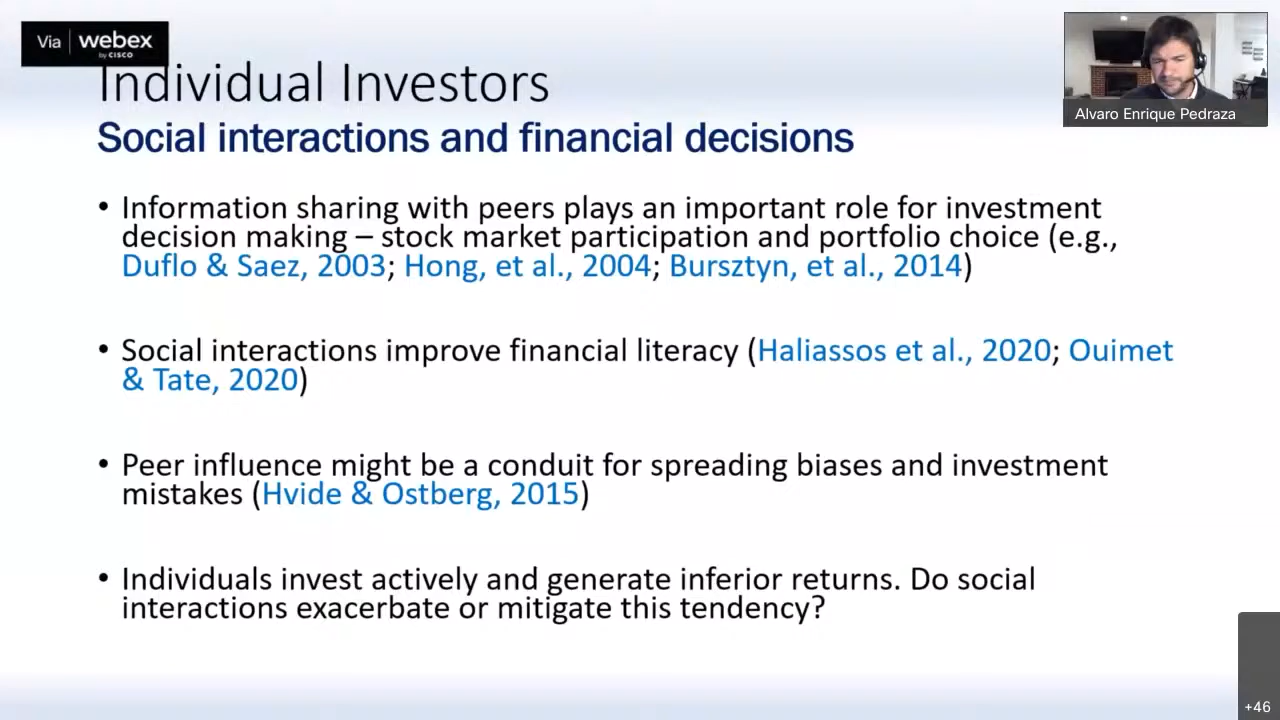 Via webex
by CISCO
Individual Investors
Alvaro Enrique Pedraza
Social interactions and financial decisions
• Information sharing with peers plays an important role for investment
decision making – stock market participation and portfolio choice (e.g.,
Duflo & Saez, 2003; Hong, et al., 2004; Bursztyn, et al., 2014)
• Social interactions improve financial literacy (Haliassos et al., 2020; Ouimet
& Tate, 2020)
• Peer influence might be a conduit for spreading biases and investment
mistakes (Hvide & Ostberg, 2015)
• Individuals invest actively and generate inferior returns. Do social
interactions exacerbate or mitigate this tendency?
+46